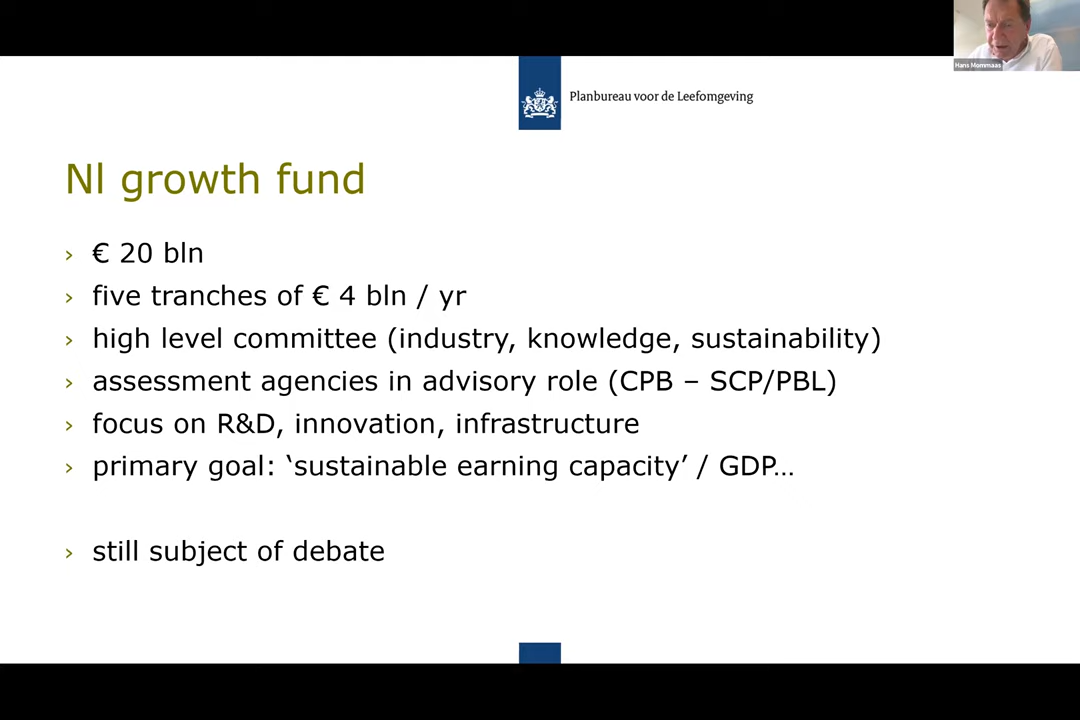 Hans Mommaas
Planbureau voor de Leefomgeving
Nl growth fund
› € 20 bln
› five tranches of € 4 bln / yr
› high level committee (industry, knowledge, sustainability)
› assessment agencies in advisory role (CPB – SCP/PBL)
› focus on R&D, innovation, infrastructure
› primary goal: ‘sustainable earning capacity’ / GDP…
› still subject of debate